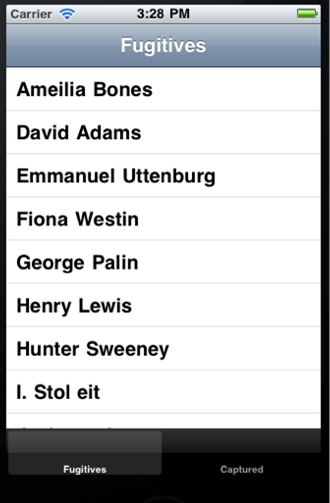 Carrier 3:28 PM
Fugitives
Ameilia Bones
David Adams
Emmanuel Uttenburg
Fiona Westin
George Palin
Henry Lewis
Hunter Sweeney
I. Stol eit
Fugitives Captured